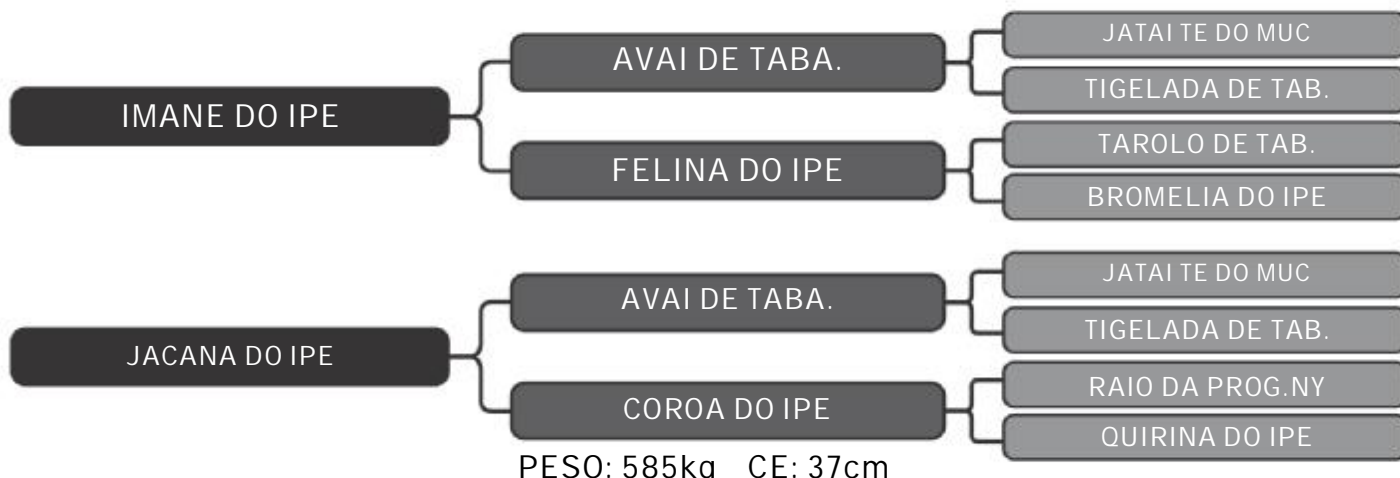 JATAI TE DO MUC
AVAI DE TABA.
TIGELADA DE TAB.
IMANE DO IPE
TAROLO DE TAB.
FELINA DO IPE
BROMELIA DO IPE
JATAI TE DO MUC
AVAI DE TABA.
TIGELADA DE TAB.
JACANA DO IPE
RAIO DA PROG.NY
COROA DO IPE
QUIRINA DO IPE
PESO: 585kg CE: 37cm